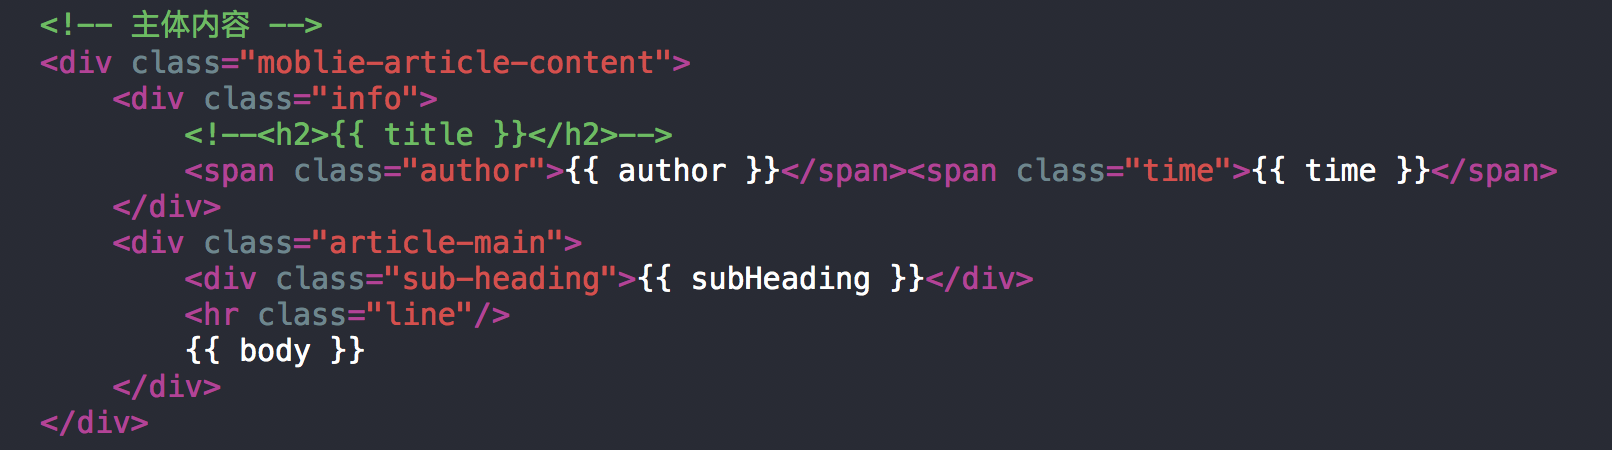 <!-- 主体内容 -->
<div class="moblie-article-content">
<div class="info">
<!--<h2>{{ title }}</h2>-->
<span class="author">{{ author }}</span><span class="time">{{ time }}</span>
</div>
<div class="article-main">
<div class="sub-heading">{{ subHeading }}</div>
<hr class="line"/>
{{ body }}
</div>
</div>